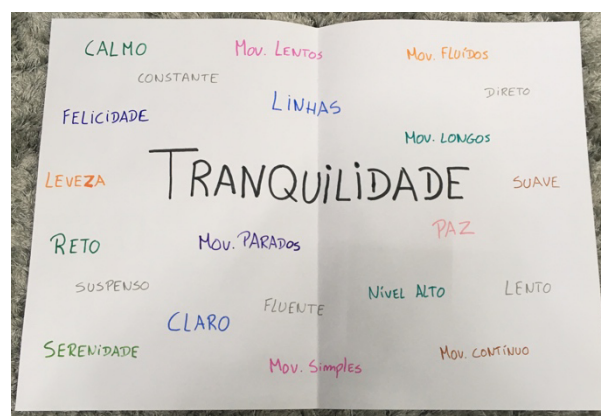 CALMO
Mov. LENTOS
Mov. FLUÍDOS
CONSTANTE
DIRETO
FELICIDADE
LINHAS
Mov. LONGOS
LEVEZA
TRANQUILIDADE
SUAVE
RETO
Mov. PARADOS
PAZ
SUSPENSO
NÍVEL ALTO
LENTO
CLARO
FLUENTE
SERENIDADE
Mov. Simples
Mov. CONTÍNUO